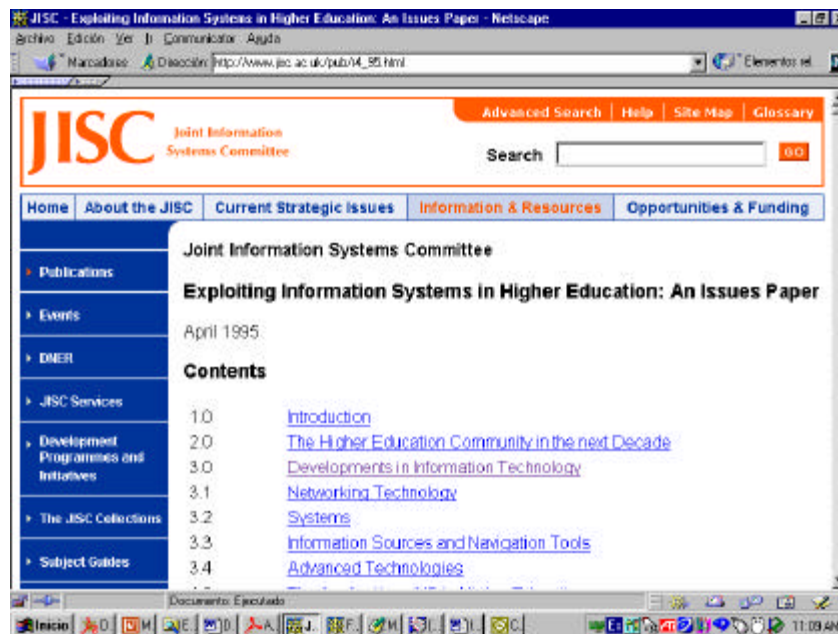 JISC - Exploiting Information Systems in Higher Education: An Issues Paper - Netscape
Archivo Edición Ver Ir Communicator Ayuda
Marcadores Dirección: http://www.jisc.ac.uk/pub/i4_95.html Elementos rel.
Advanced Search | Help | Site Map | Glossary
JISC Joint Information
Systems Committee
Search GO
Home About the JISC Current Strategic Issues Information & Resources Opportunities & Funding
Joint Information Systems Committee
Publications
Exploiting Information Systems in Higher Education: An Issues Paper
Events
April 1995
DNER
Contents
JISC Services
1.0 Introduction
Development
Programmes and
Initiatives
2.0 The Higher Education Community in the next Decade
3.0 Developments in Information Technology
3.1 Networking Technology
The JISC Collections
3.2 Systems
3.3 Information Sources and Navigation Tools
Subject Guides
3.4 Advanced Technologies
Documento: Ejecutado
Inicio 11:09 AM